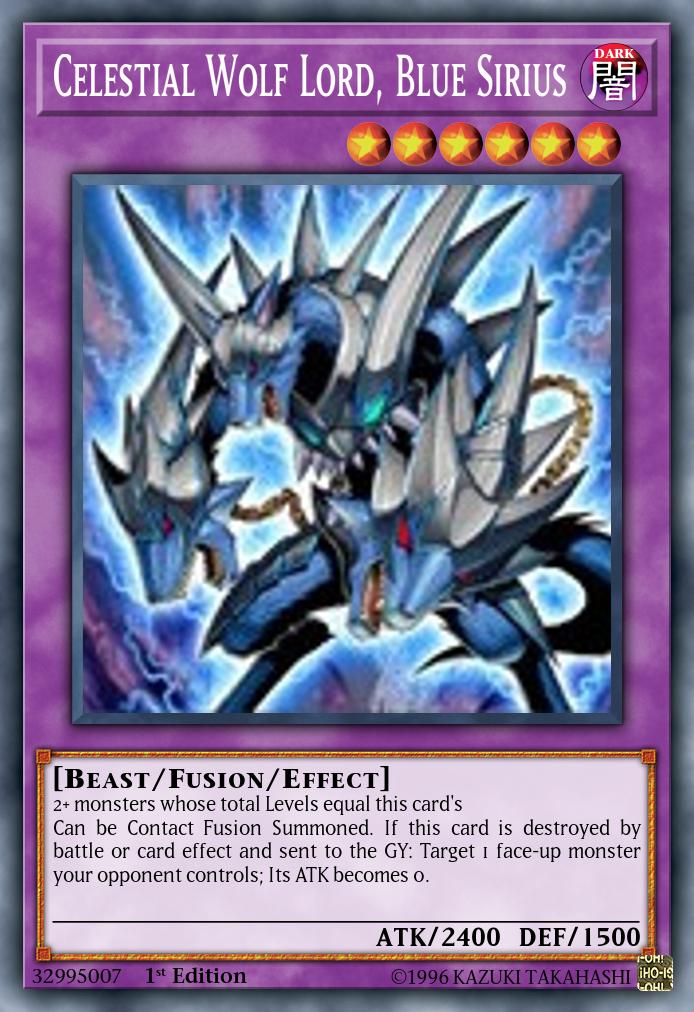 Celestial Wolf Lord, Blue Sirius
DARK
闇
[Beast/Fusion/Effect]
2+ monsters whose total Levels equal this card's
Can be Contact Fusion Summoned. If this card is destroyed by
battle or card effect and sent to the GY: Target 1 face-up monster
your opponent controls; Its ATK becomes 0.
ATK/2400 DEF/1500
32995007 1st Edition ©1996 KAZUKI TAKAHASHI